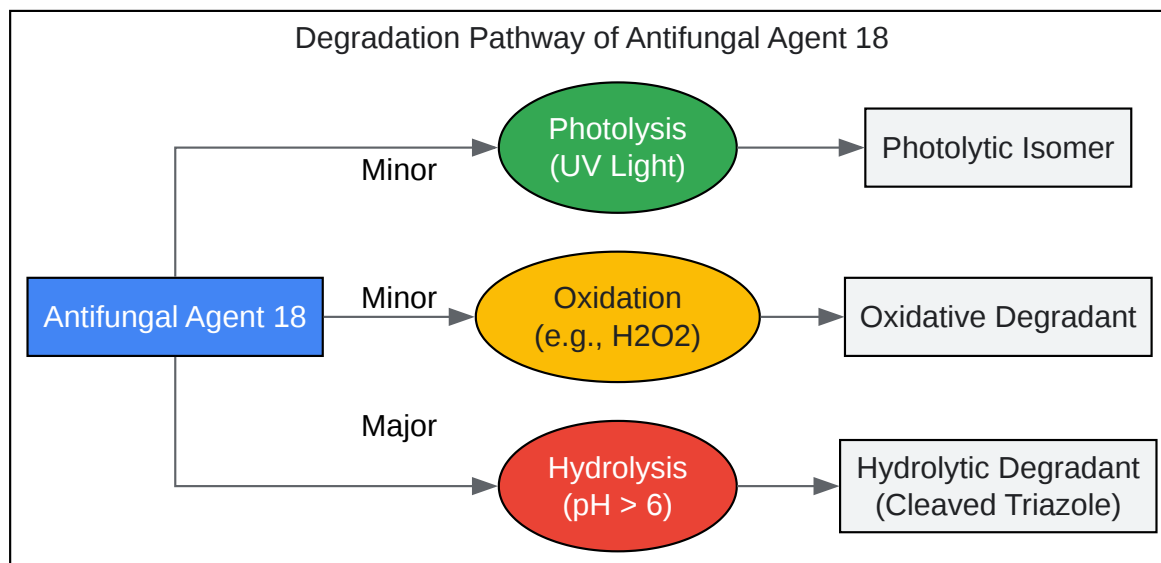 Degradation Pathway of Antifungal Agent 18
Photolysis
(UV Light)
Minor
Photolytic Isomer
Antifungal Agent 18
Minor
Oxidation
(e.g., H2O2)
Oxidative Degradant
Major
Hydrolysis
(pH > 6)
Hydrolytic Degradant
(Cleaved Triazole)